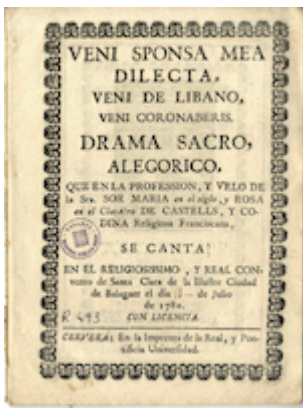 VENI SPONSA MEA
DILECTA,
VENI DE LIBANO,
VENI CORONABERIS.
DRAMA SACRO,
ALEGORICO,
QUE EN LA PROFESSION, Y VELO DE
la Sra. SOR MARIA en el siglo, y ROSA
en el Claustro DE CASTELLS, Y CO-
DINA Religiosa Franciscana,
SE CANTA
EN EL RELIGIOSISSIMO, Y REAL CON-
vento de Santa Clara de la Ilustre Ciudad
de Balaguer el dia de Julio
de 1780.
CON LICENCIA.
R 493
CERVERA: En la Imprenta de la Real, y Pon-
tificia Universidad.